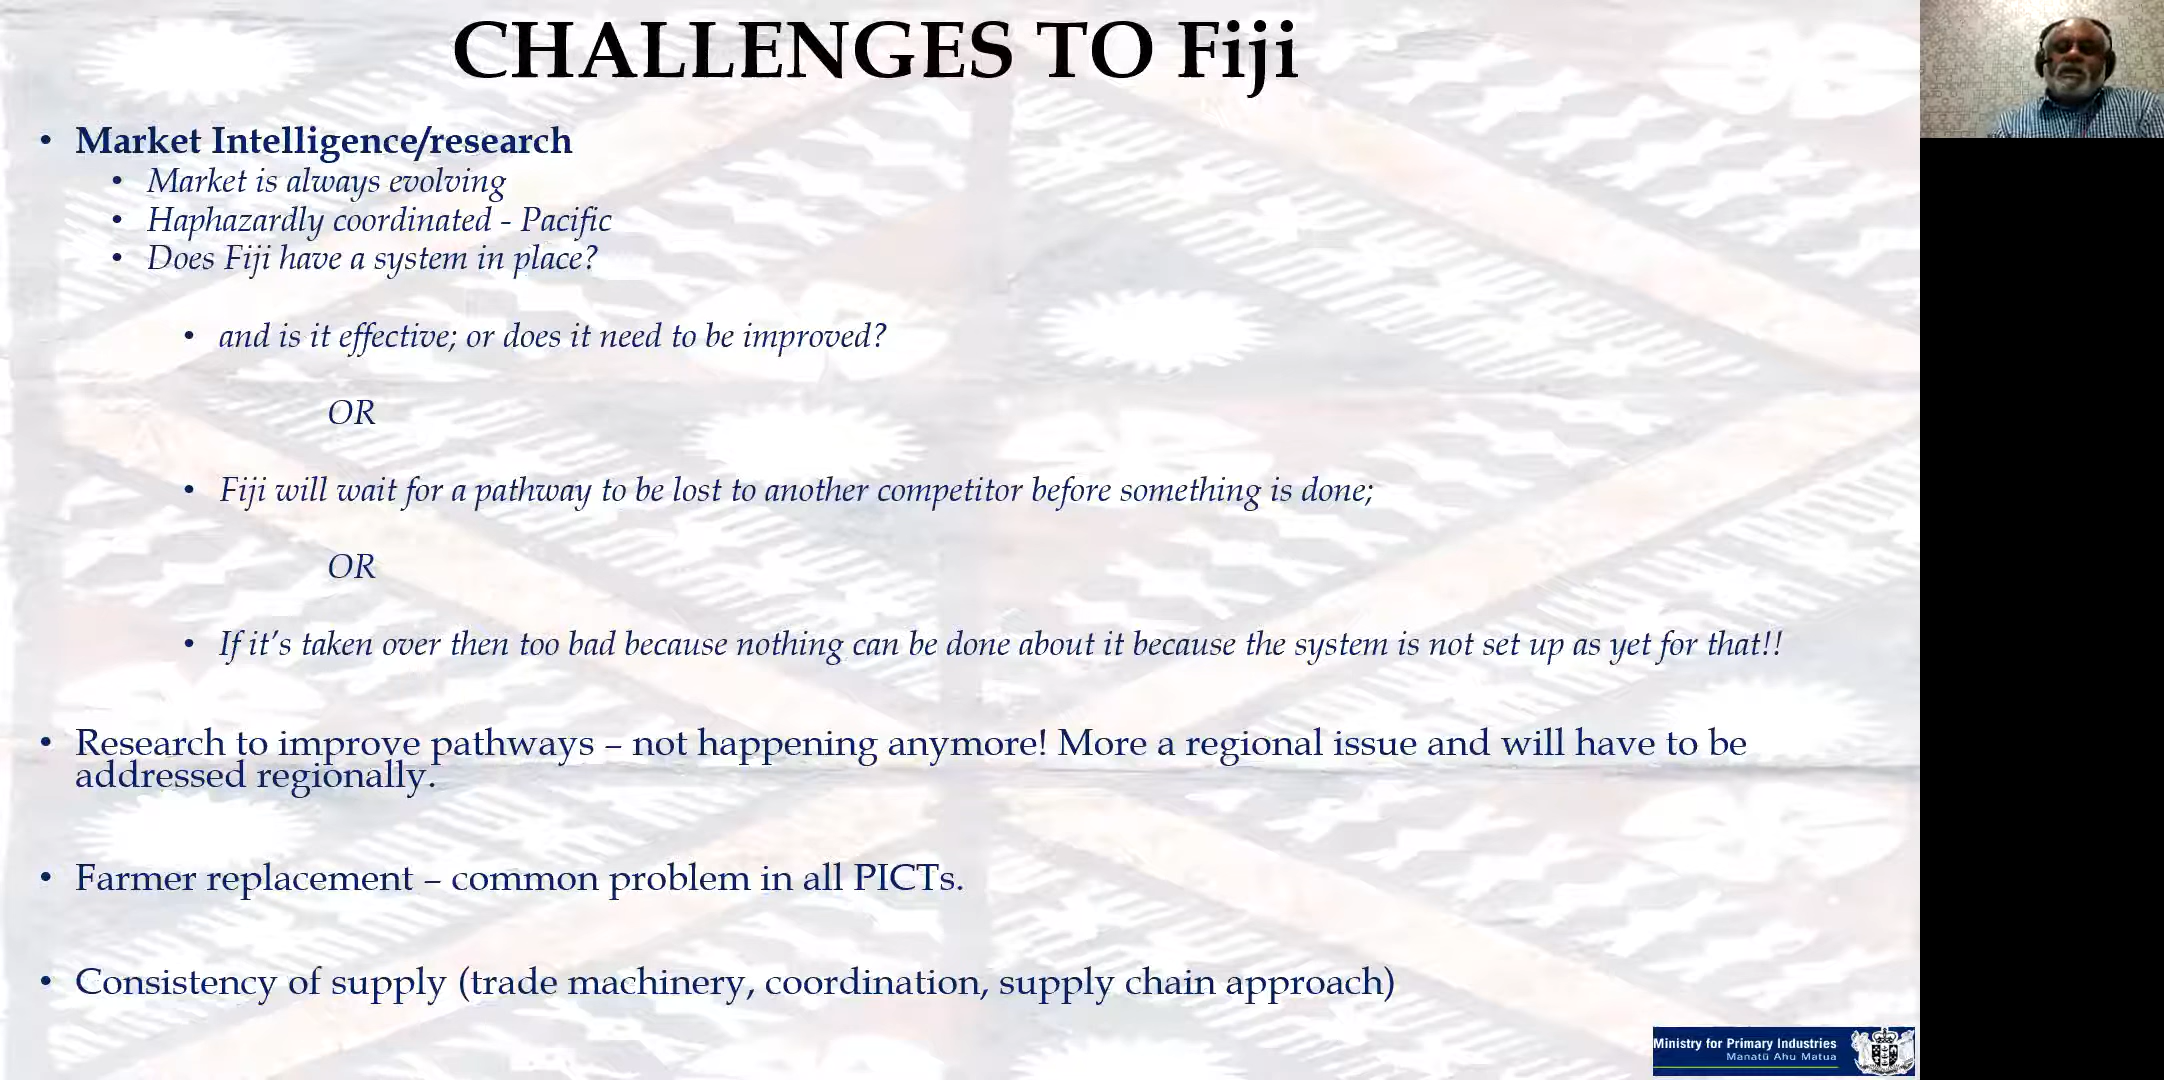 CHALLENGES TO Fiji
• Market Intelligence/research
• Market is always evolving
• Haphazardly coordinated - Pacific
• Does Fiji have a system in place?
• and is it effective; or does it need to be improved?
OR
• Fiji will wait for a pathway to be lost to another competitor before something is done;
OR
• If it’s taken over then too bad because nothing can be done about it because the system is not set up as yet for that!!
• Research to improve pathways – not happening anymore! More a regional issue and will have to be
addressed regionally.
• Farmer replacement – common problem in all PICTs.
• Consistency of supply (trade machinery, coordination, supply chain approach)
Ministry for Primary Industries
Manatū Ahu Matua